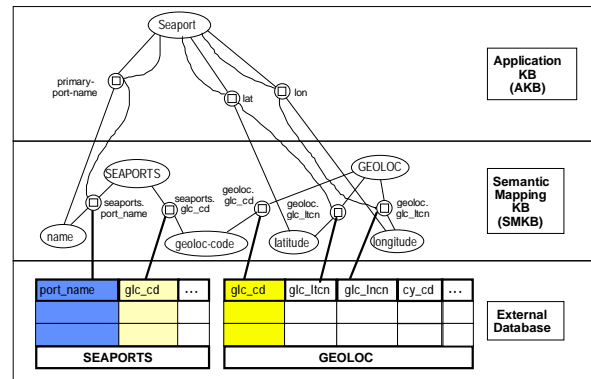 Seaport
primary-
port-name
lat
lon
Application
KB
(AKB)
SEAPORTS
GEOLOC
seaports.
port_name
seaports.
glc_cd
geoloc.
glc_cd
geoloc.
glc_ltcn
geoloc.
glc_ltcn
name
geoloc-code
latitude
longitude
Semantic
Mapping
KB
(SMKB)
port_name
glc_cd
...
glc_cd
glc_ltcn
glc_lncn
cy_cd
...
SEAPORTS
GEOLOC
External
Database